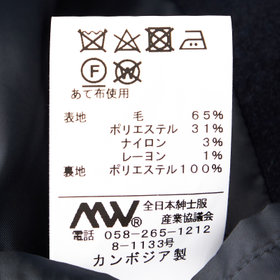 F W
あて布使用
表地 毛 65%
ポリエステル 31%
ナイロン 3%
レーヨン 1%
裏地 ポリエステル100%
MW® 全日本紳士服
産業協議会
電話 058-265-1212
8-1133号
カンボジア製